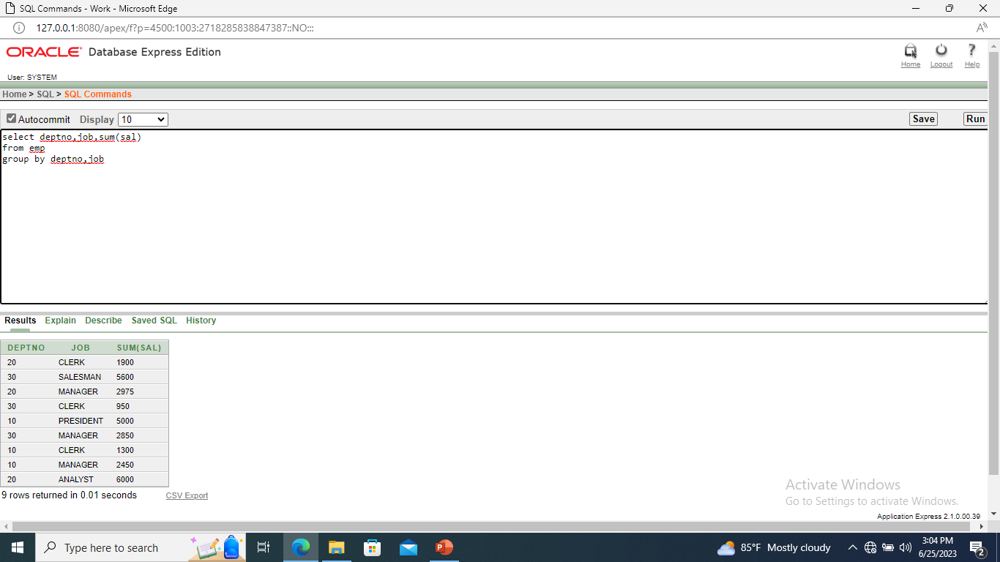 SQL Commands - Work - Microsoft Edge
127.0.0.1:8080/apex/f?p=4500:1003:2718285838847387::NO:::
ORACLE Database Express Edition
Home Logout Help
User: SYSTEM
Home > SQL > SQL Commands
Autocommit Display 10 Save Run
select deptno,job,sum(sal)
from emp
group by deptno,job
Results Explain Describe Saved SQL History
DEPTNO JOB SUM(SAL)
20 CLERK 1900
30 SALESMAN 5600
20 MANAGER 2975
30 CLERK 950
10 PRESIDENT 5000
30 MANAGER 2850
10 CLERK 1300
10 MANAGER 2450
20 ANALYST 6000
9 rows returned in 0.01 seconds CSV Export
Activate Windows
Go to Settings to activate Windows.
Application Express 2.1.0.00.39
Type here to search
85°F Mostly cloudy
3:04 PM
6/25/2023
2